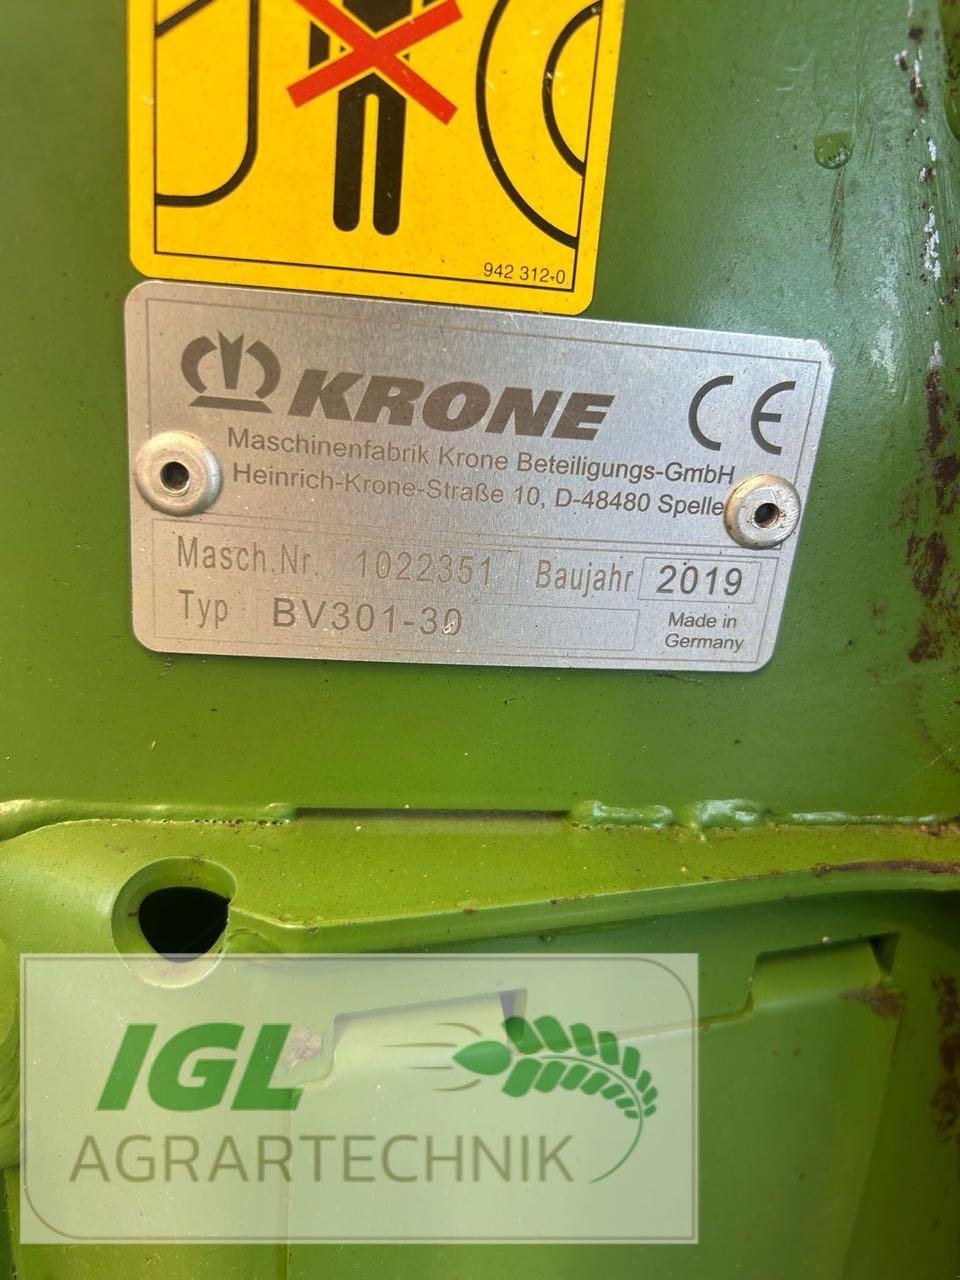 942 312-0
KRONE CE
Maschinenfabrik Krone Beteiligungs-GmbH
Heinrich-Krone-Straße 10, D-48480 Spelle
Masch.Nr. 1022351 Baujahr 2019
Typ BV301-30
Made in
Germany
IGL
AGRARTECHNIK